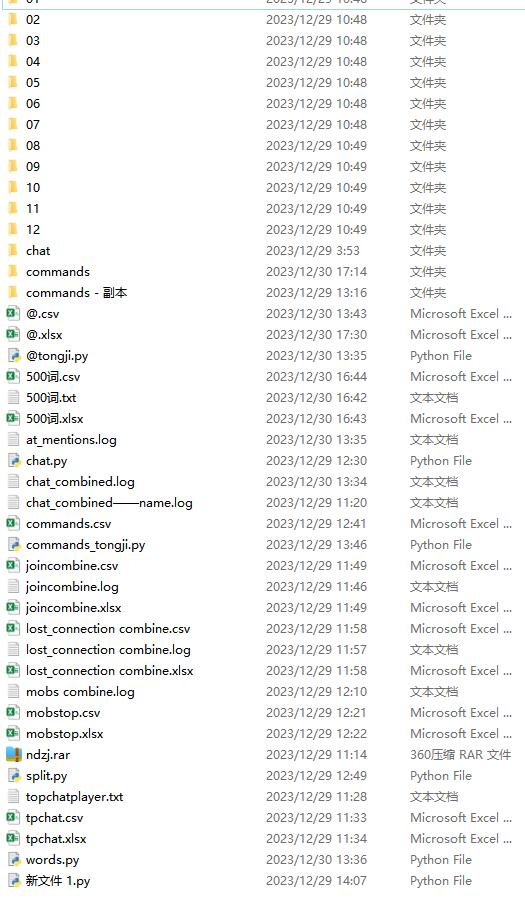 01 2023/12/29 10:48 文件夹
02 2023/12/29 10:48 文件夹
03 2023/12/29 10:48 文件夹
04 2023/12/29 10:48 文件夹
05 2023/12/29 10:48 文件夹
06 2023/12/29 10:48 文件夹
07 2023/12/29 10:48 文件夹
08 2023/12/29 10:49 文件夹
09 2023/12/29 10:49 文件夹
10 2023/12/29 10:49 文件夹
11 2023/12/29 10:49 文件夹
12 2023/12/29 10:49 文件夹
chat 2023/12/29 3:53 文件夹
commands 2023/12/30 17:14 文件夹
commands - 副本 2023/12/29 13:16 文件夹
@.csv 2023/12/30 13:43 Microsoft Excel ...
@.xlsx 2023/12/30 17:30 Microsoft Excel ...
@tongji.py 2023/12/30 13:35 Python File
500词.csv 2023/12/30 16:44 Microsoft Excel ...
500词.txt 2023/12/30 16:42 文本文档
500词.xlsx 2023/12/30 16:43 Microsoft Excel ...
at_mentions.log 2023/12/30 13:35 文本文档
chat.py 2023/12/29 12:30 Python File
chat_combined.log 2023/12/30 13:34 文本文档
chat_combined——name.log 2023/12/29 11:20 文本文档
commands.csv 2023/12/29 12:41 Microsoft Excel ...
commands_tongji.py 2023/12/29 13:46 Python File
joincombine.csv 2023/12/29 11:49 Microsoft Excel ...
joincombine.log 2023/12/29 11:46 文本文档
joincombine.xlsx 2023/12/29 11:49 Microsoft Excel ...
lost_connection combine.csv 2023/12/29 11:58 Microsoft Excel ...
lost_connection combine.log 2023/12/29 11:57 文本文档
lost_connection combine.xlsx 2023/12/29 11:58 Microsoft Excel ...
mobs combine.log 2023/12/29 12:10 文本文档
mobstop.csv 2023/12/29 12:21 Microsoft Excel ...
mobstop.xlsx 2023/12/29 12:22 Microsoft Excel ...
ndzj.rar 2023/12/29 11:14 360压缩 RAR 文件
split.py 2023/12/29 12:49 Python File
topchatplayer.txt 2023/12/29 11:28 文本文档
tpchat.csv 2023/12/29 11:33 Microsoft Excel ...
tpchat.xlsx 2023/12/29 11:34 Microsoft Excel ...
words.py 2023/12/30 13:36 Python File
新文件 1.py 2023/12/29 14:07 Python File